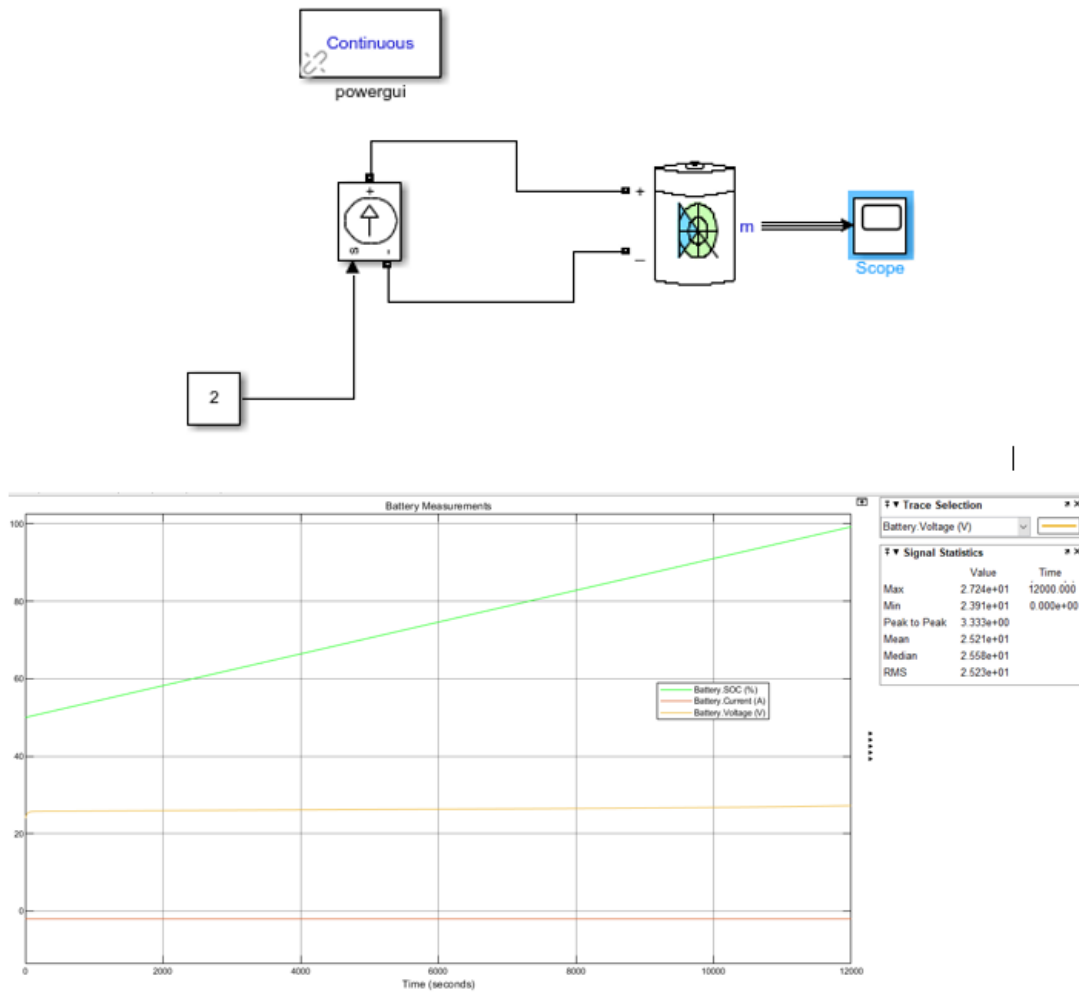 Continuous
powergui
+
s
-
+
–
m
Scope
2
Battery Measurements
100
80
60
40
20
0
Battery.SOC (%)
Battery.Current (A)
Battery.Voltage (V)
0 2000 4000 6000 8000 10000 12000
Time (seconds)
Trace Selection
Battery.Voltage (V)
Signal Statistics
Value Time
Max 2.724e+01 12000.000
Min 2.391e+01 0.000e+00
Peak to Peak 3.333e+00
Mean 2.521e+01
Median 2.558e+01
RMS 2.523e+01